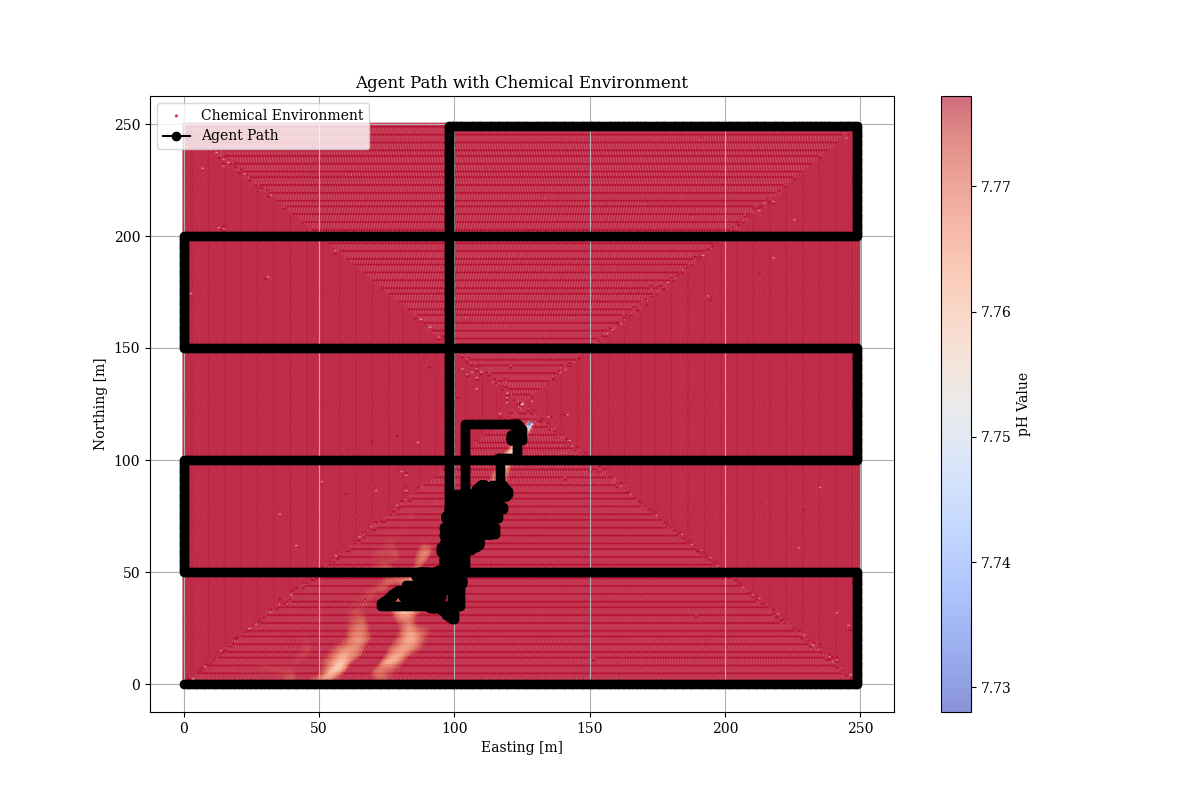 Agent Path with Chemical Environment
Chemical Environment
Agent Path
250
200
150
100
50
0
0 50 100 150 200 250
Northing [m]
Easting [m]
7.77
7.76
7.75
7.74
7.73
pH Value